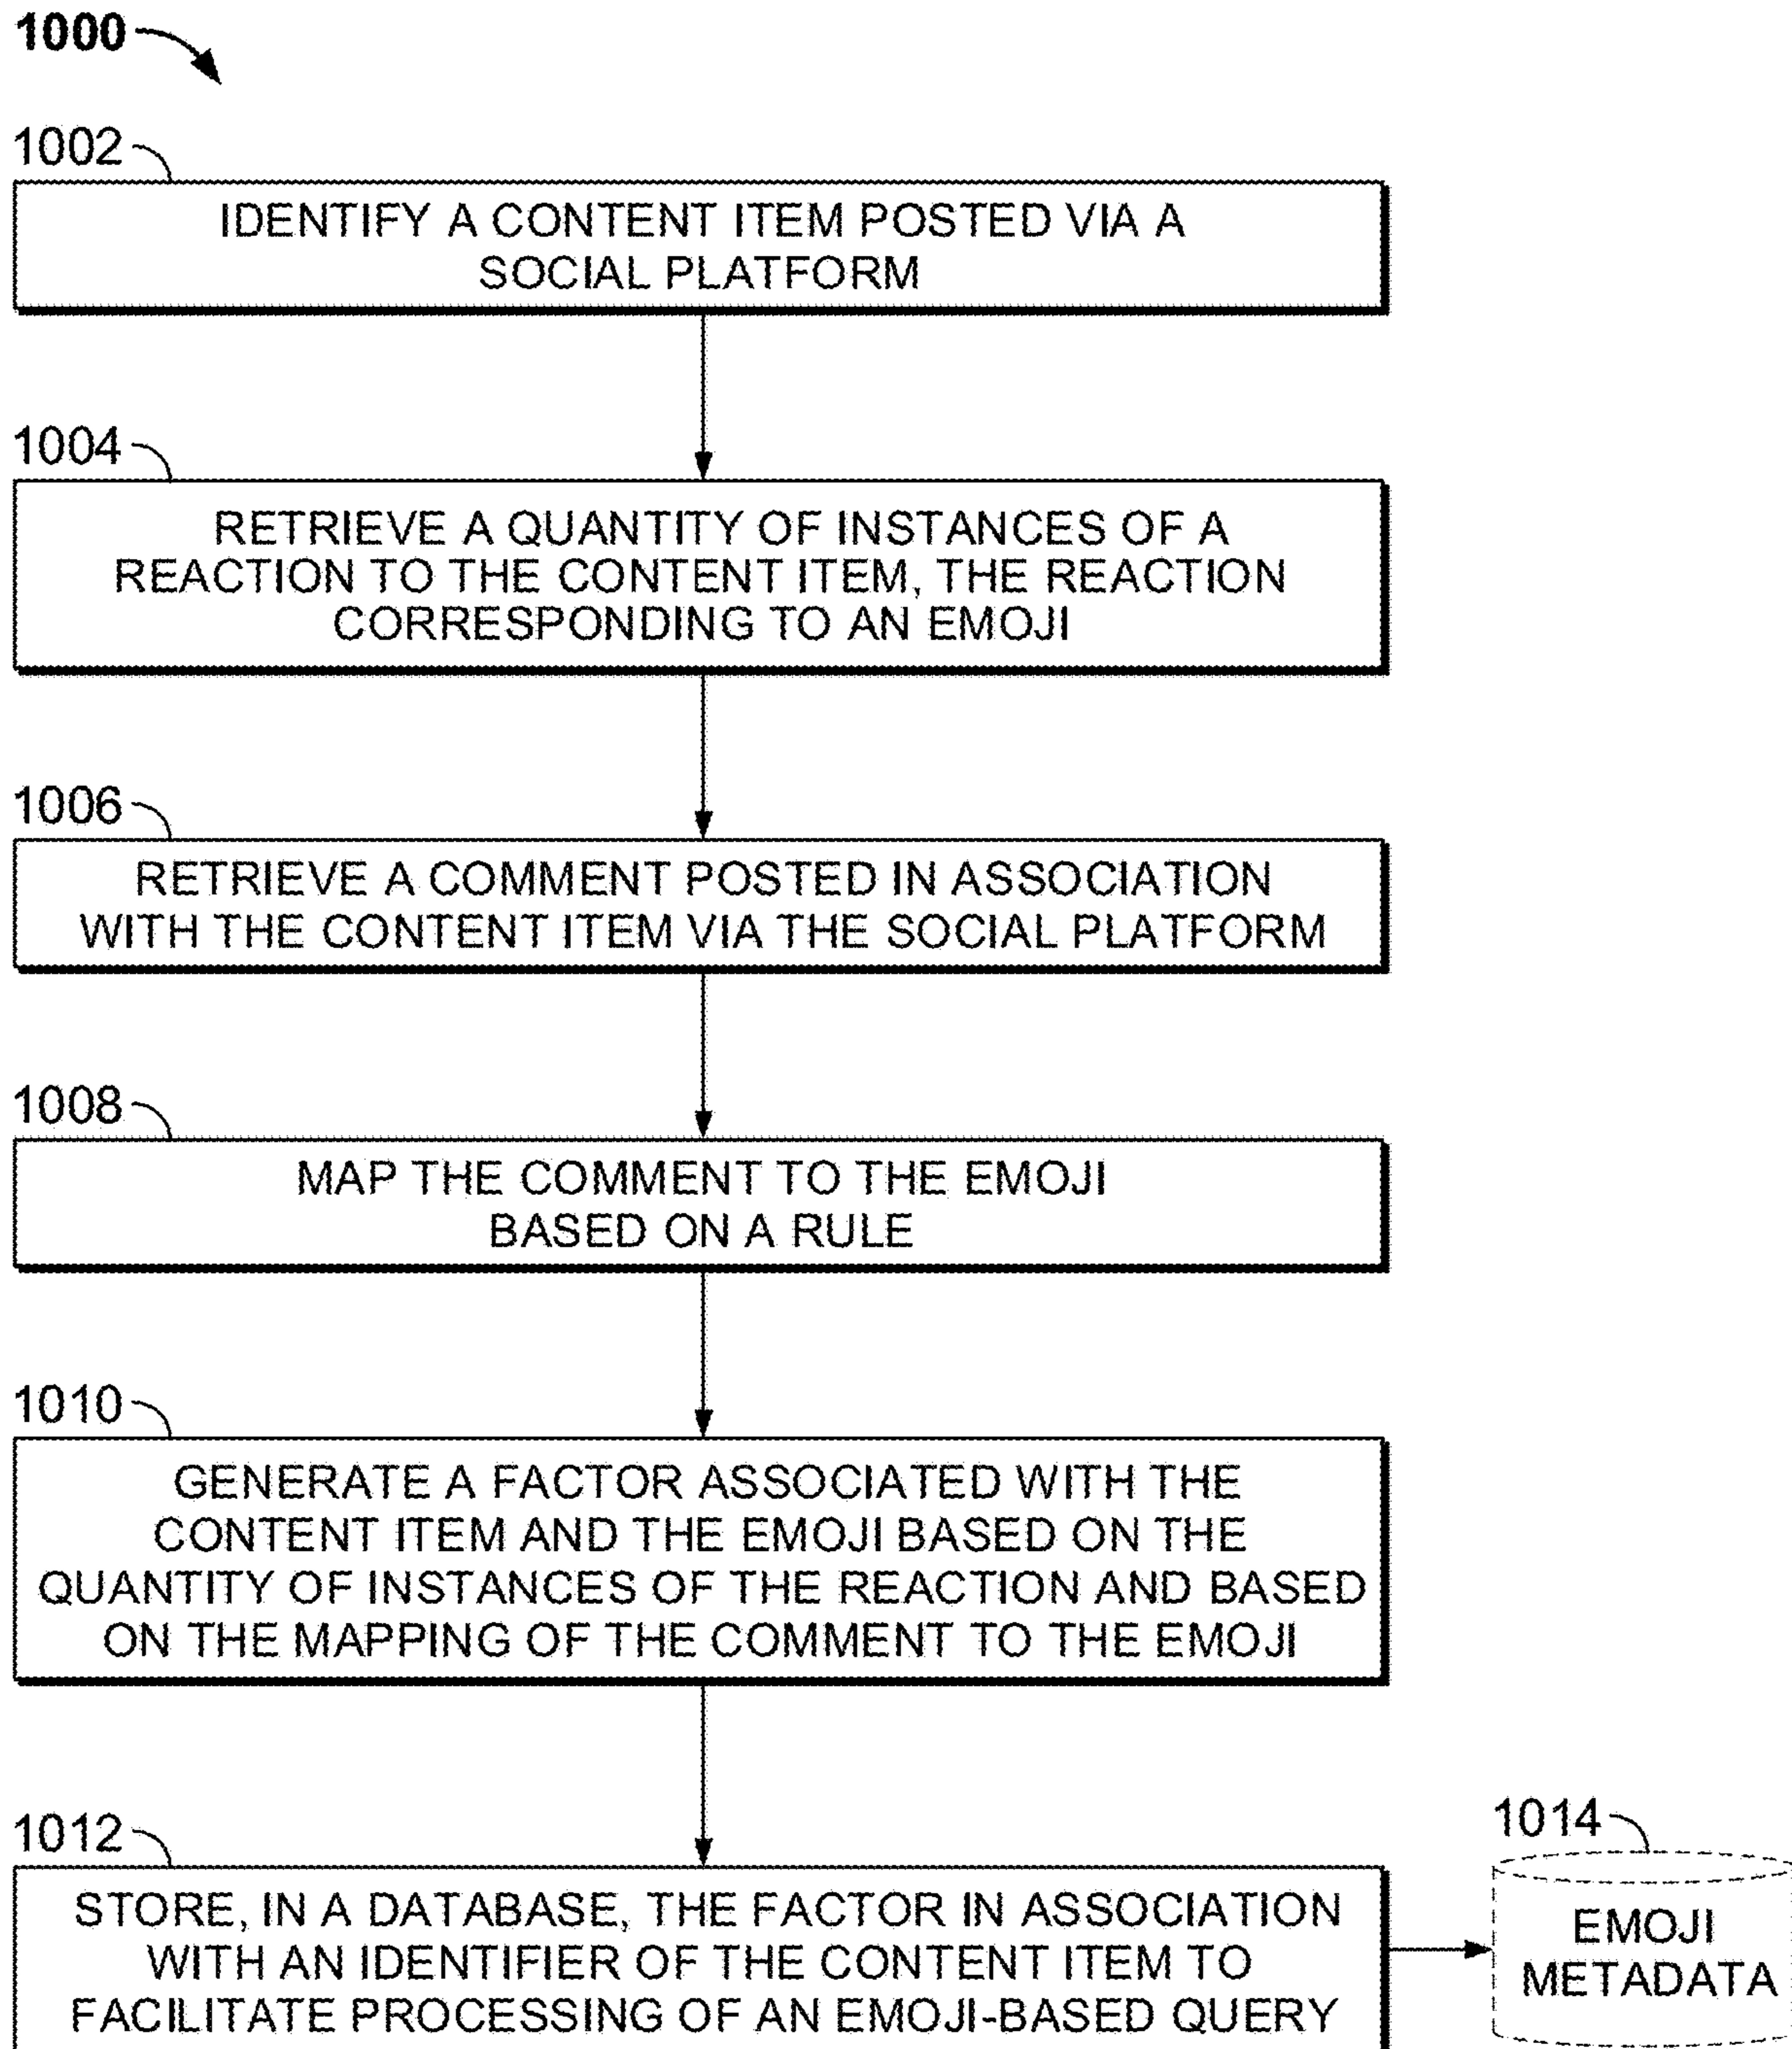 1000
1002
IDENTIFY A CONTENT ITEM POSTED VIA A
SOCIAL PLATFORM
1004
RETRIEVE A QUANTITY OF INSTANCES OF A
REACTION TO THE CONTENT ITEM, THE REACTION
CORRESPONDING TO AN EMOJI
1006
RETRIEVE A COMMENT POSTED IN ASSOCIATION
WITH THE CONTENT ITEM VIA THE SOCIAL PLATFORM
1008
MAP THE COMMENT TO THE EMOJI
BASED ON A RULE
1010
GENERATE A FACTOR ASSOCIATED WITH THE
CONTENT ITEM AND THE EMOJI BASED ON THE
QUANTITY OF INSTANCES OF THE REACTION AND BASED
ON THE MAPPING OF THE COMMENT TO THE EMOJI
1012
STORE, IN A DATABASE, THE FACTOR IN ASSOCIATION
WITH AN IDENTIFIER OF THE CONTENT ITEM TO
FACILITATE PROCESSING OF AN EMOJI-BASED QUERY
1014
EMOJI
METADATA